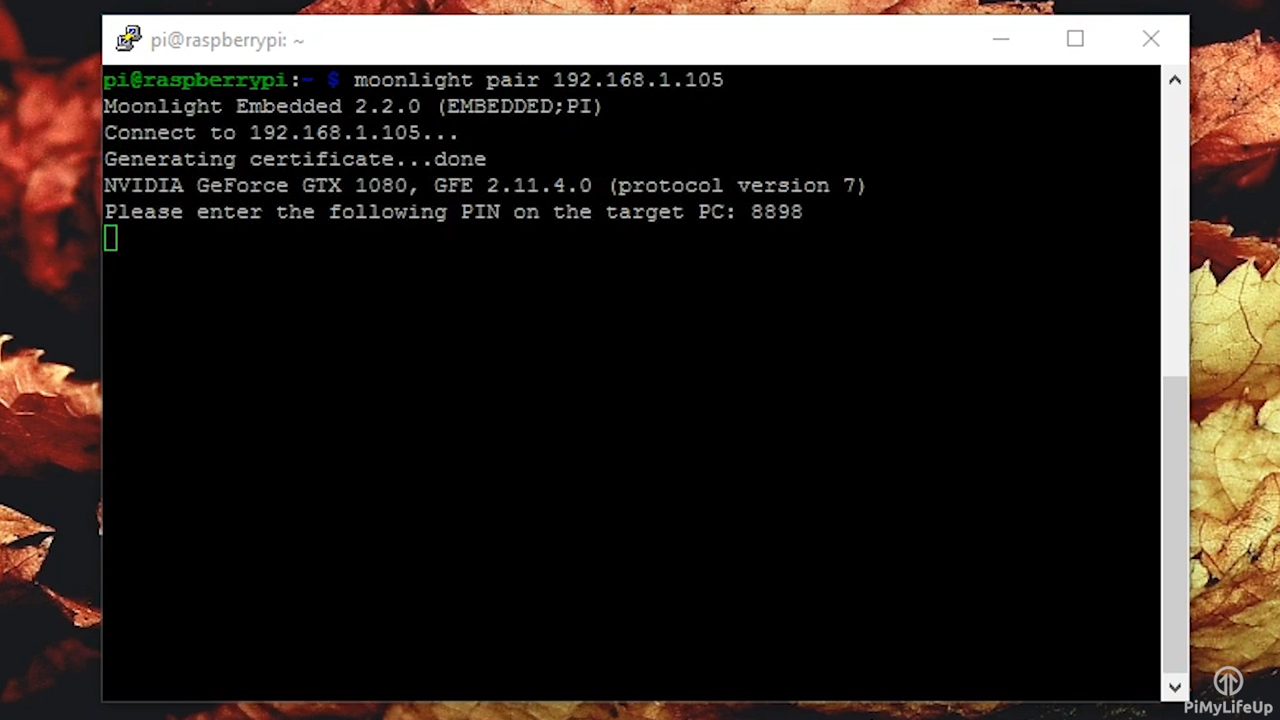 pi@raspberrypi: ~
pi@raspberrypi:~ $ moonlight pair 192.168.1.105
Moonlight Embedded 2.2.0 (EMBEDDED;PI)
Connect to 192.168.1.105...
Generating certificate...done
NVIDIA GeForce GTX 1080, GFE 2.11.4.0 (protocol version 7)
Please enter the following PIN on the target PC: 8898
PiMyLifeUp